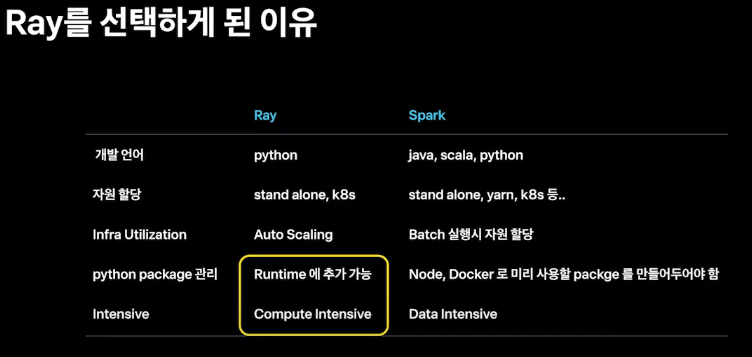 Ray를 선택하게 된 이유
Ray Spark
개발 언어 python java, scala, python
자원 할당 stand alone, k8s stand alone, yarn, k8s 등..
Infra Utilization Auto Scaling Batch 실행시 자원 할당
python package 관리 Runtime 에 추가 가능 Node, Docker 로 미리 사용할 packge 를 만들어두어야 함
Intensive Compute Intensive Data Intensive